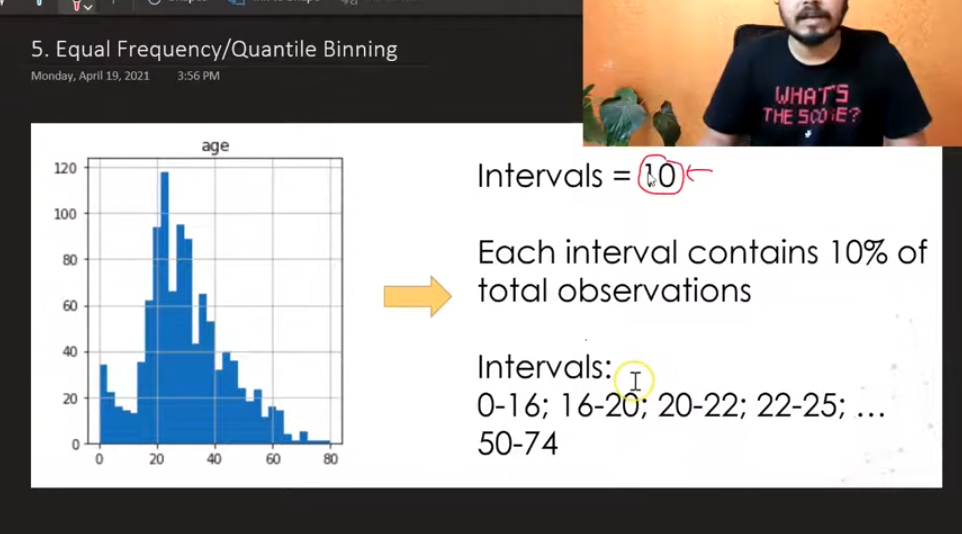 5. Equal Frequency/Quantile Binning
Monday, April 19, 2021 3:56 PM
WHAT'S
THE
age
120
100
80
60
40
20
0
0 20 40 60 80
Intervals = 10
Each interval contains 10% of
total observations
Intervals:
0-16; 16-20; 20-22; 22-25; ...
50-74